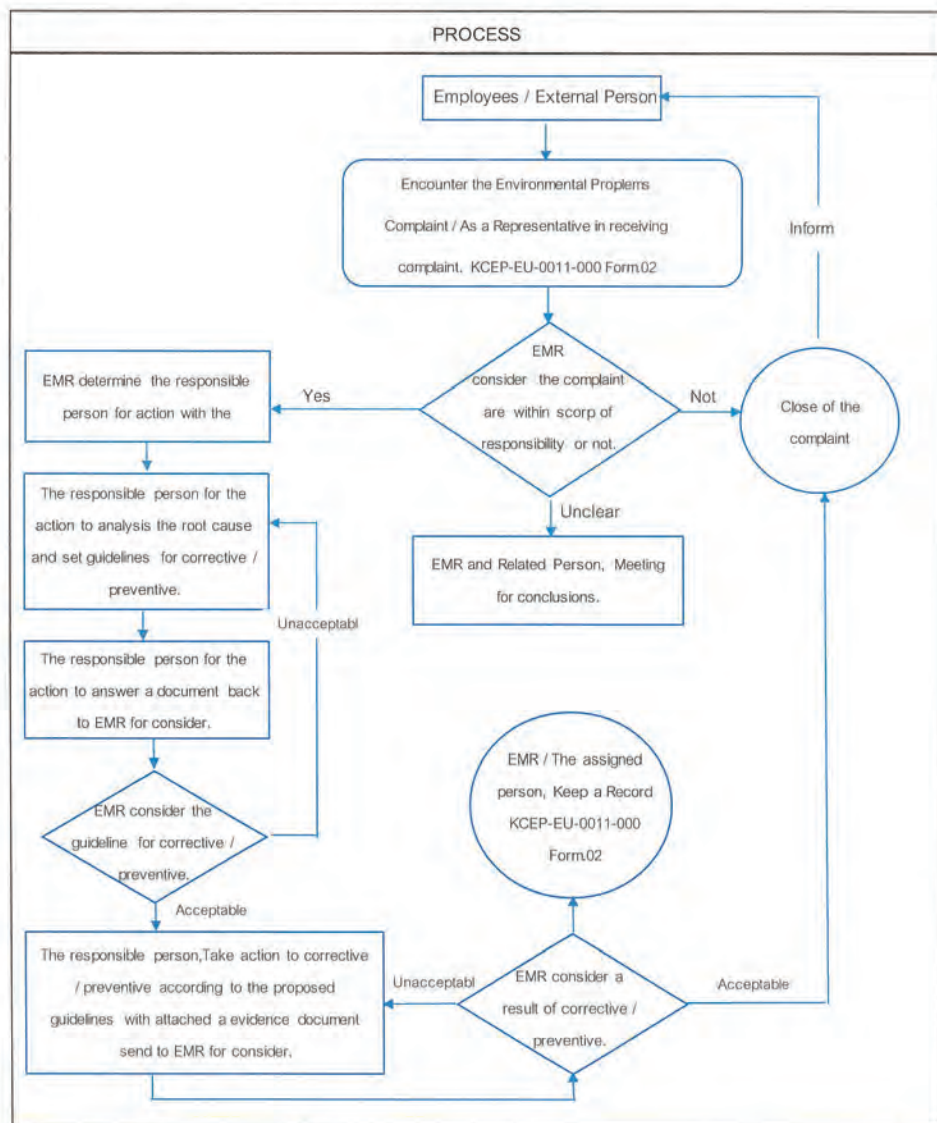 PROCESS
Employees / External Person
Encounter the Environmental Proplems
Complaint / As a Representative in receiving
complaint. KCEP-EU-0011-000 Form.02
Inform
EMR
consider the complaint
are within scorp of
responsibility or not.
Yes
Not
Unclear
Close of the
complaint
EMR determine the responsible
person for action with the
The responsible person for the
action to analysis the root cause
and set guidelines for corrective /
preventive.
EMR and Related Person, Meeting
for conclusions.
Unacceptabl
The responsible person for the
action to answer a document back
to EMR for consider.
EMR consider the
guideline for corrective /
preventive.
Acceptable
EMR / The assigned
person, Keep a Record
KCEP-EU-0011-000
Form.02
The responsible person,Take action to corrective
/ preventive according to the proposed
guidelines with attached a evidence document
send to EMR for consider.
Unacceptabl
EMR consider a
result of corrective /
preventive.
Acceptable